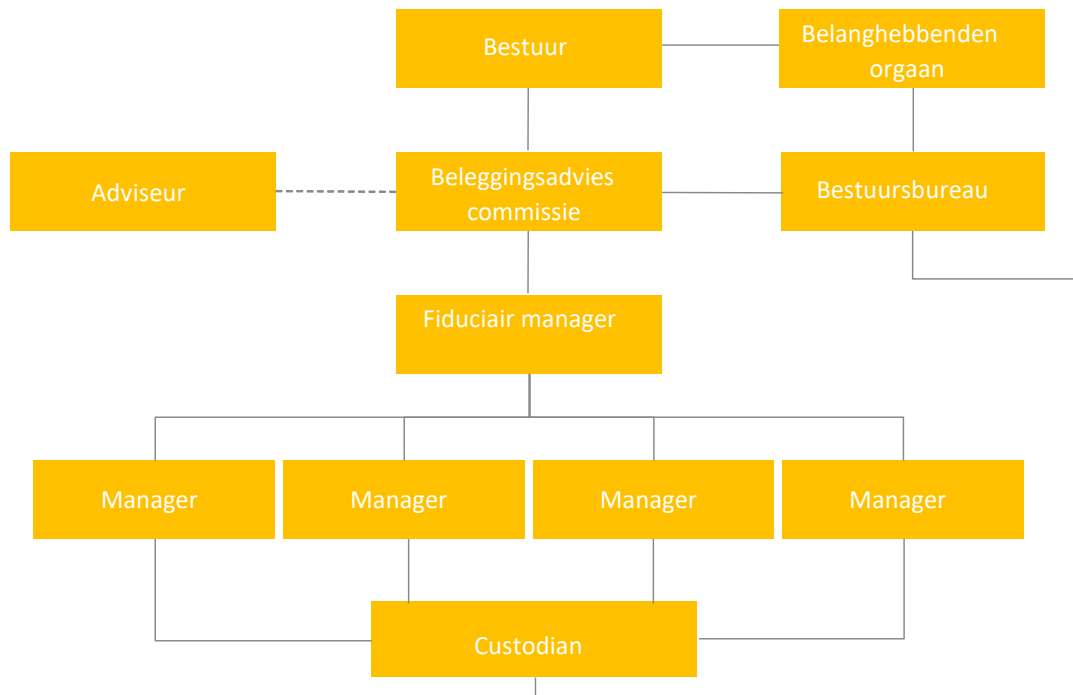 Bestuur
Belanghebbenden
orgaan
Adviseur
Beleggingsadvies
commissie
Bestuursbureau
Fiduciair manager
Manager
Manager
Manager
Manager
Custodian